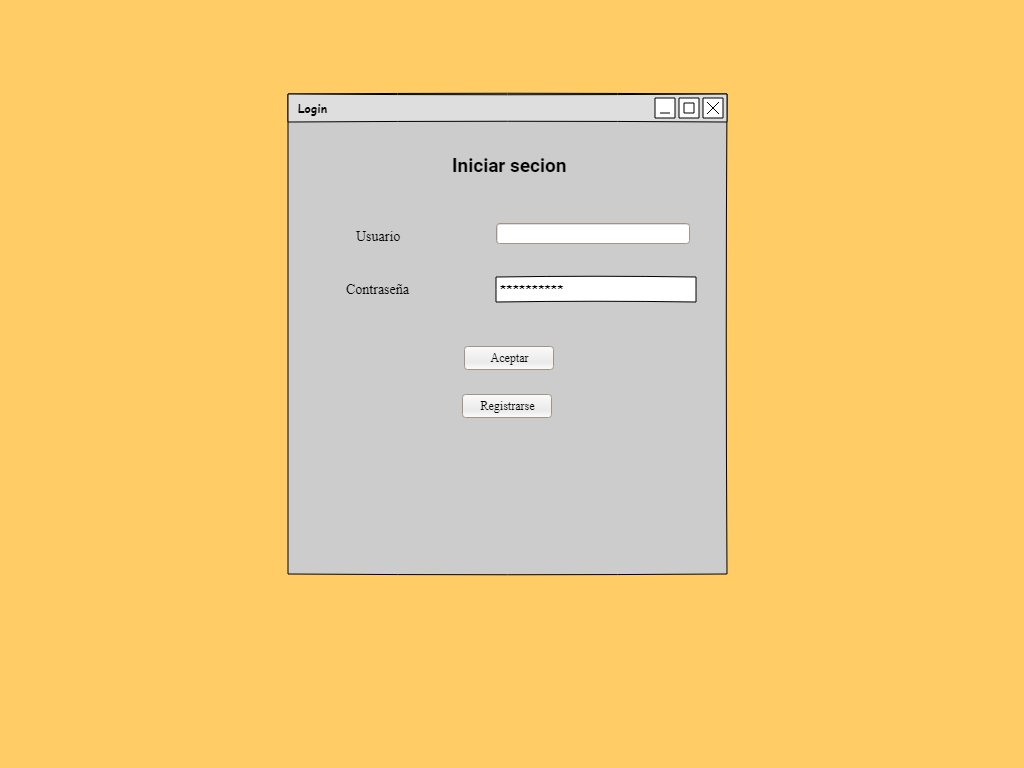 Login
Iniciar secion
Usuario
Contraseña
**********
Aceptar
Registrarse